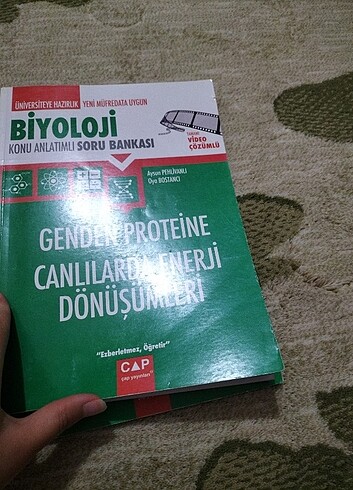 ÜNİVERSİTEYE HAZIRLIK YENİ MÜFREDATA UYGUN
BİYOLOJİ
KONU ANLATIMLI SORU BANKASI
VİDEO
ÇÖZÜMLÜ
Aysun PEHLİVANLI
Oya BOSTANCI
GENDEN PROTEİNE
CANLILARDA ENERJİ
DÖNÜŞÜMLERİ
"Ezberletmez, Öğretir"
CAP
çap yayınları